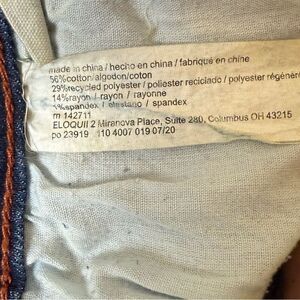 made in china / hecho en china / fabriqué en chine
56%cotton/algodon/coton
29%recycled polyester / poliester reciclado / polyester régénéré
14%rayon / rayon / rayonne
1%spandex / elastano / spandex
rn 142711
ELOQUII 2 Miranova Place, Suite 280, Columbus OH 43215
po 23919 110 4007 019 07/20